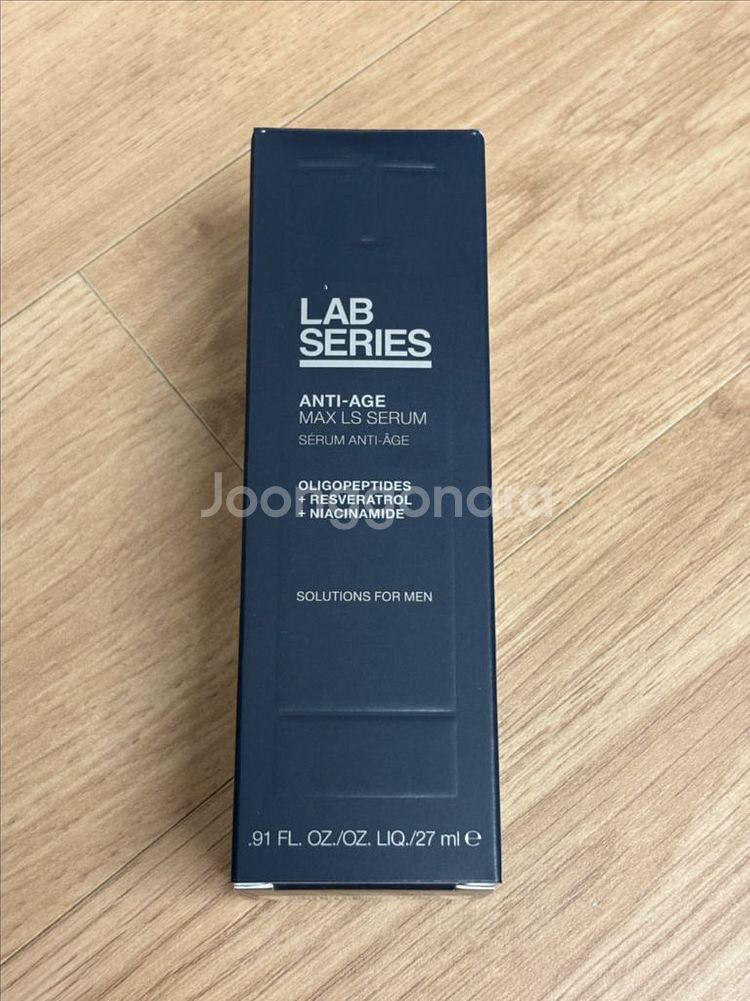 LAB
SERIES
ANTI-AGE
MAX LS SERUM
SÉRUM ANTI-ÂGE
OLIGOPEPTIDES
+ RESVERATROL
+ NIACINAMIDE
Joonggonara
SOLUTIONS FOR MEN
.91 FL. OZ./OZ. LIQ./27 ml ℮